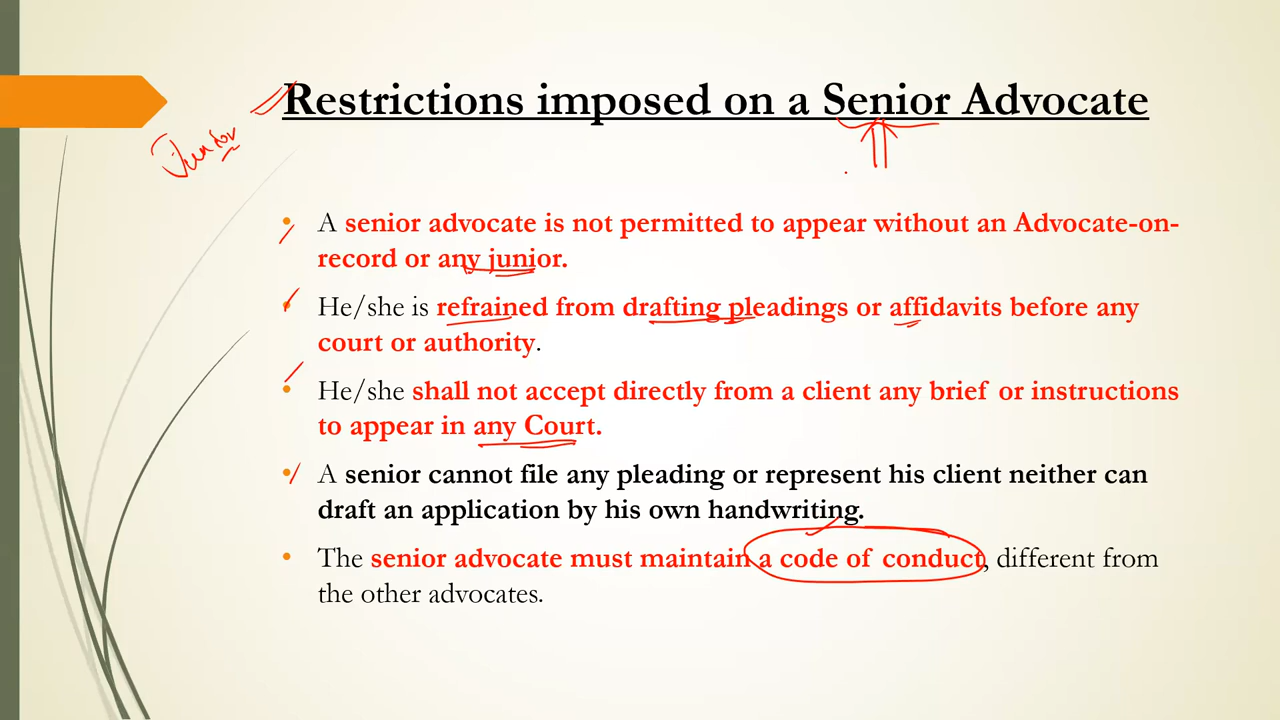 Restrictions imposed on a Senior Advocate
Junior
• A senior advocate is not permitted to appear without an Advocate-on-
record or any junior.
• He/she is refrained from drafting pleadings or affidavits before any
court or authority.
• He/she shall not accept directly from a client any brief or instructions
to appear in any Court.
• A senior cannot file any pleading or represent his client neither can
draft an application by his own handwriting.
• The senior advocate must maintain a code of conduct, different from
the other advocates.